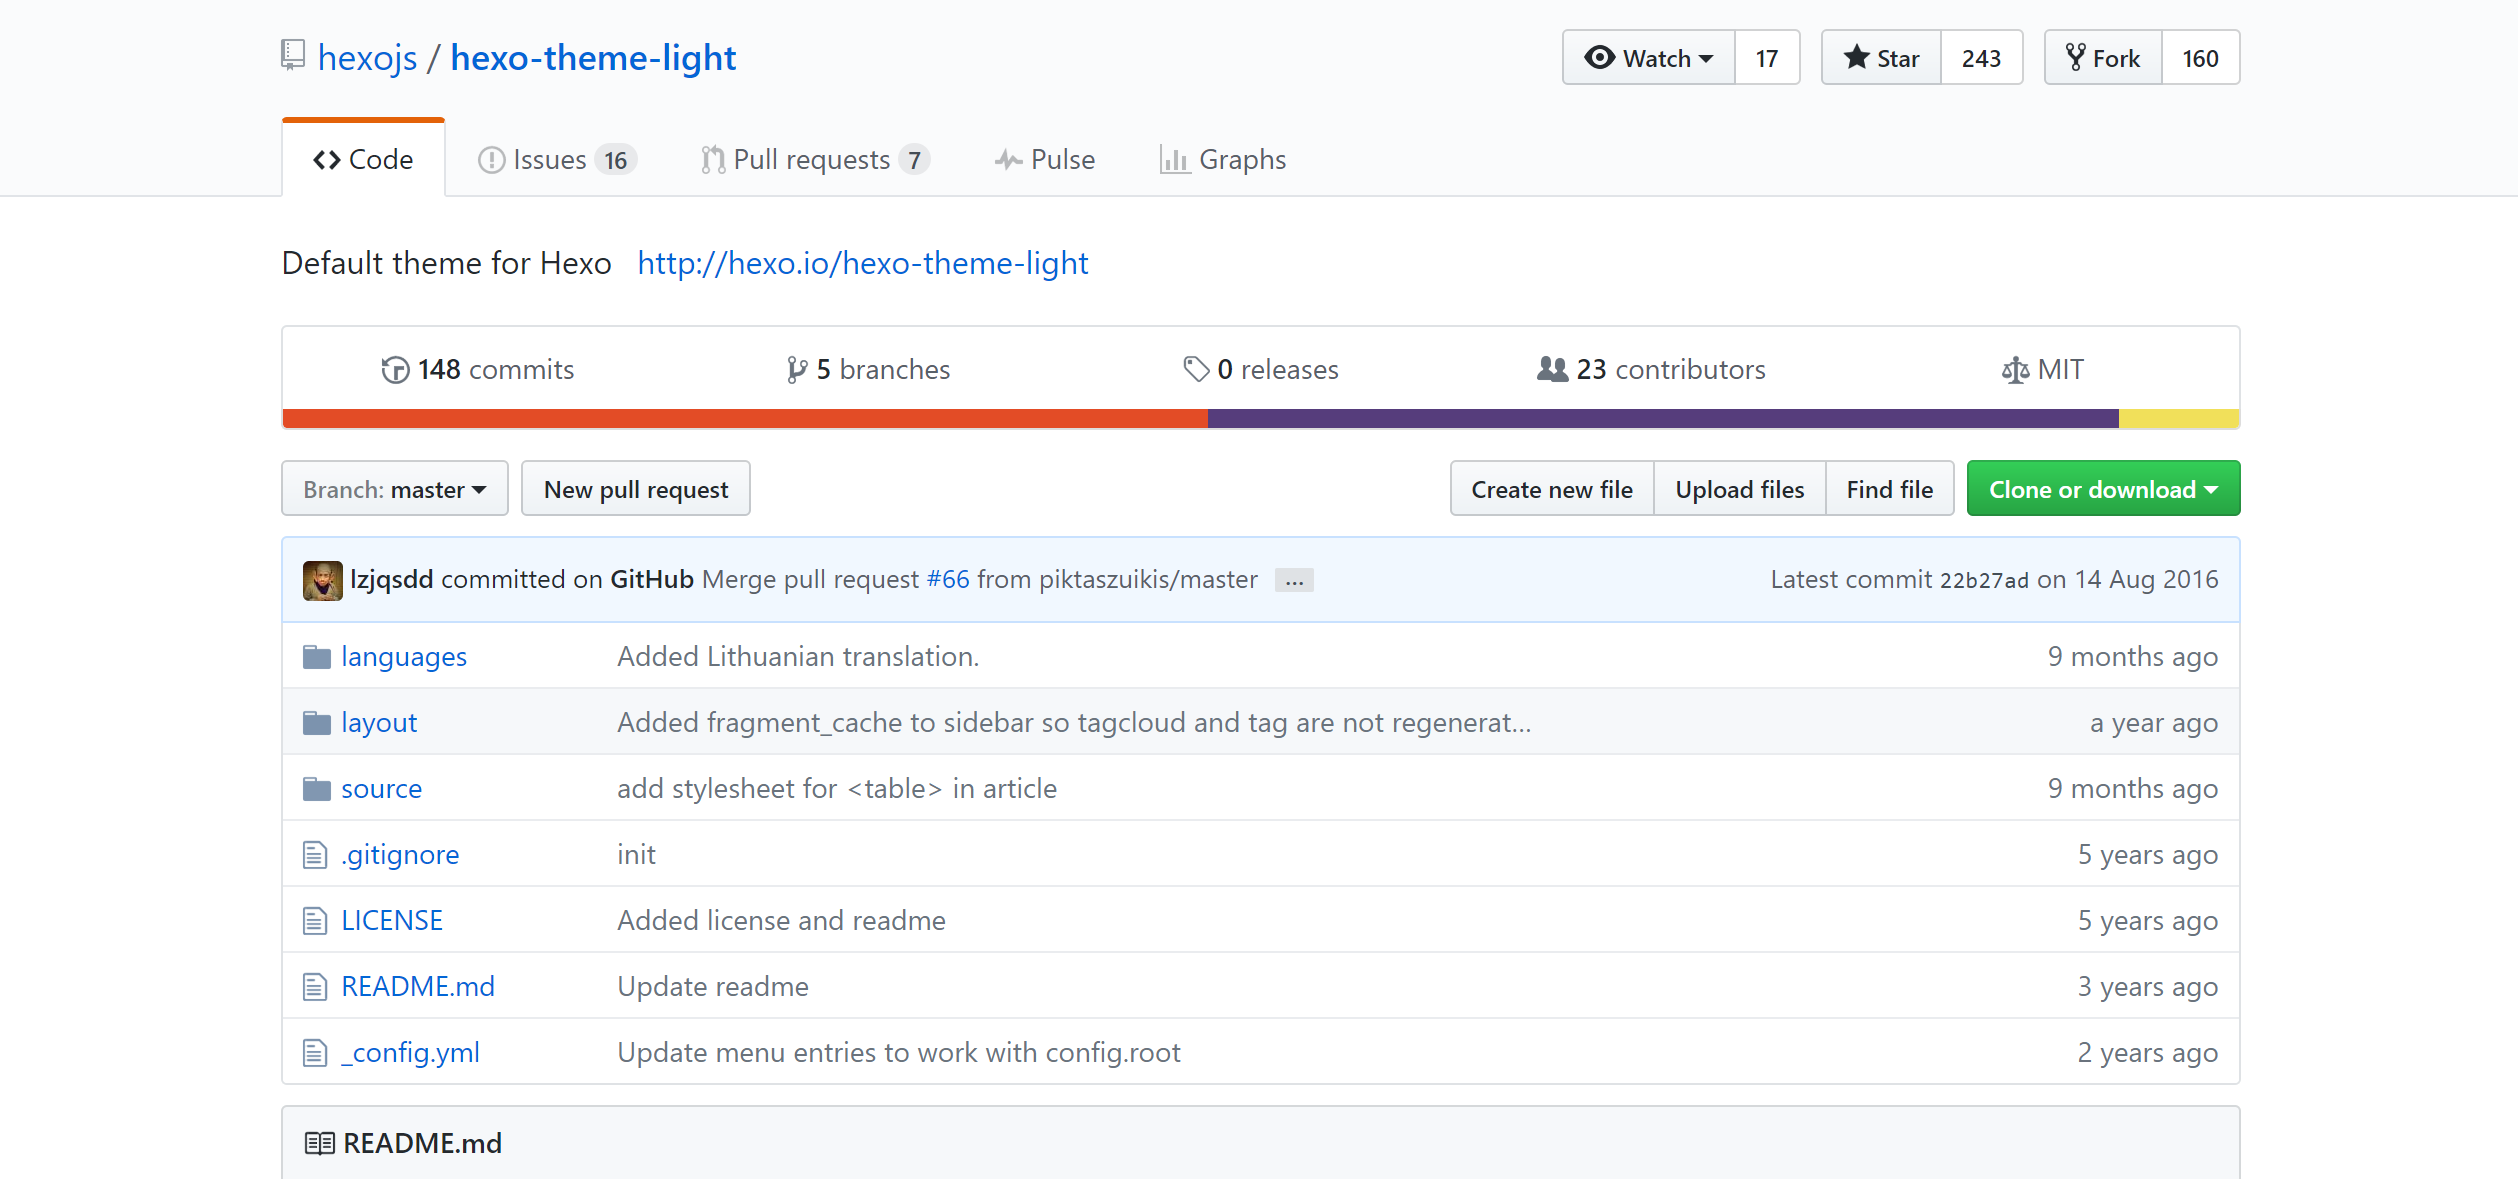 hexojs / hexo-theme-light Watch 17 Star 243 Fork 160
Code Issues 16 Pull requests 7 Pulse Graphs
Default theme for Hexo http://hexo.io/hexo-theme-light
148 commits 5 branches 0 releases 23 contributors MIT
Branch: master New pull request Create new file Upload files Find file Clone or download
lzjqsdd committed on GitHub Merge pull request #66 from piktaszuikis/master … Latest commit 22b27ad on 14 Aug 2016
languages Added Lithuanian translation. 9 months ago
layout Added fragment_cache to sidebar so tagcloud and tag are not regenerat… a year ago
source add stylesheet for <table> in article 9 months ago
.gitignore init 5 years ago
LICENSE Added license and readme 5 years ago
README.md Update readme 3 years ago
_config.yml Update menu entries to work with config.root 2 years ago
README.md